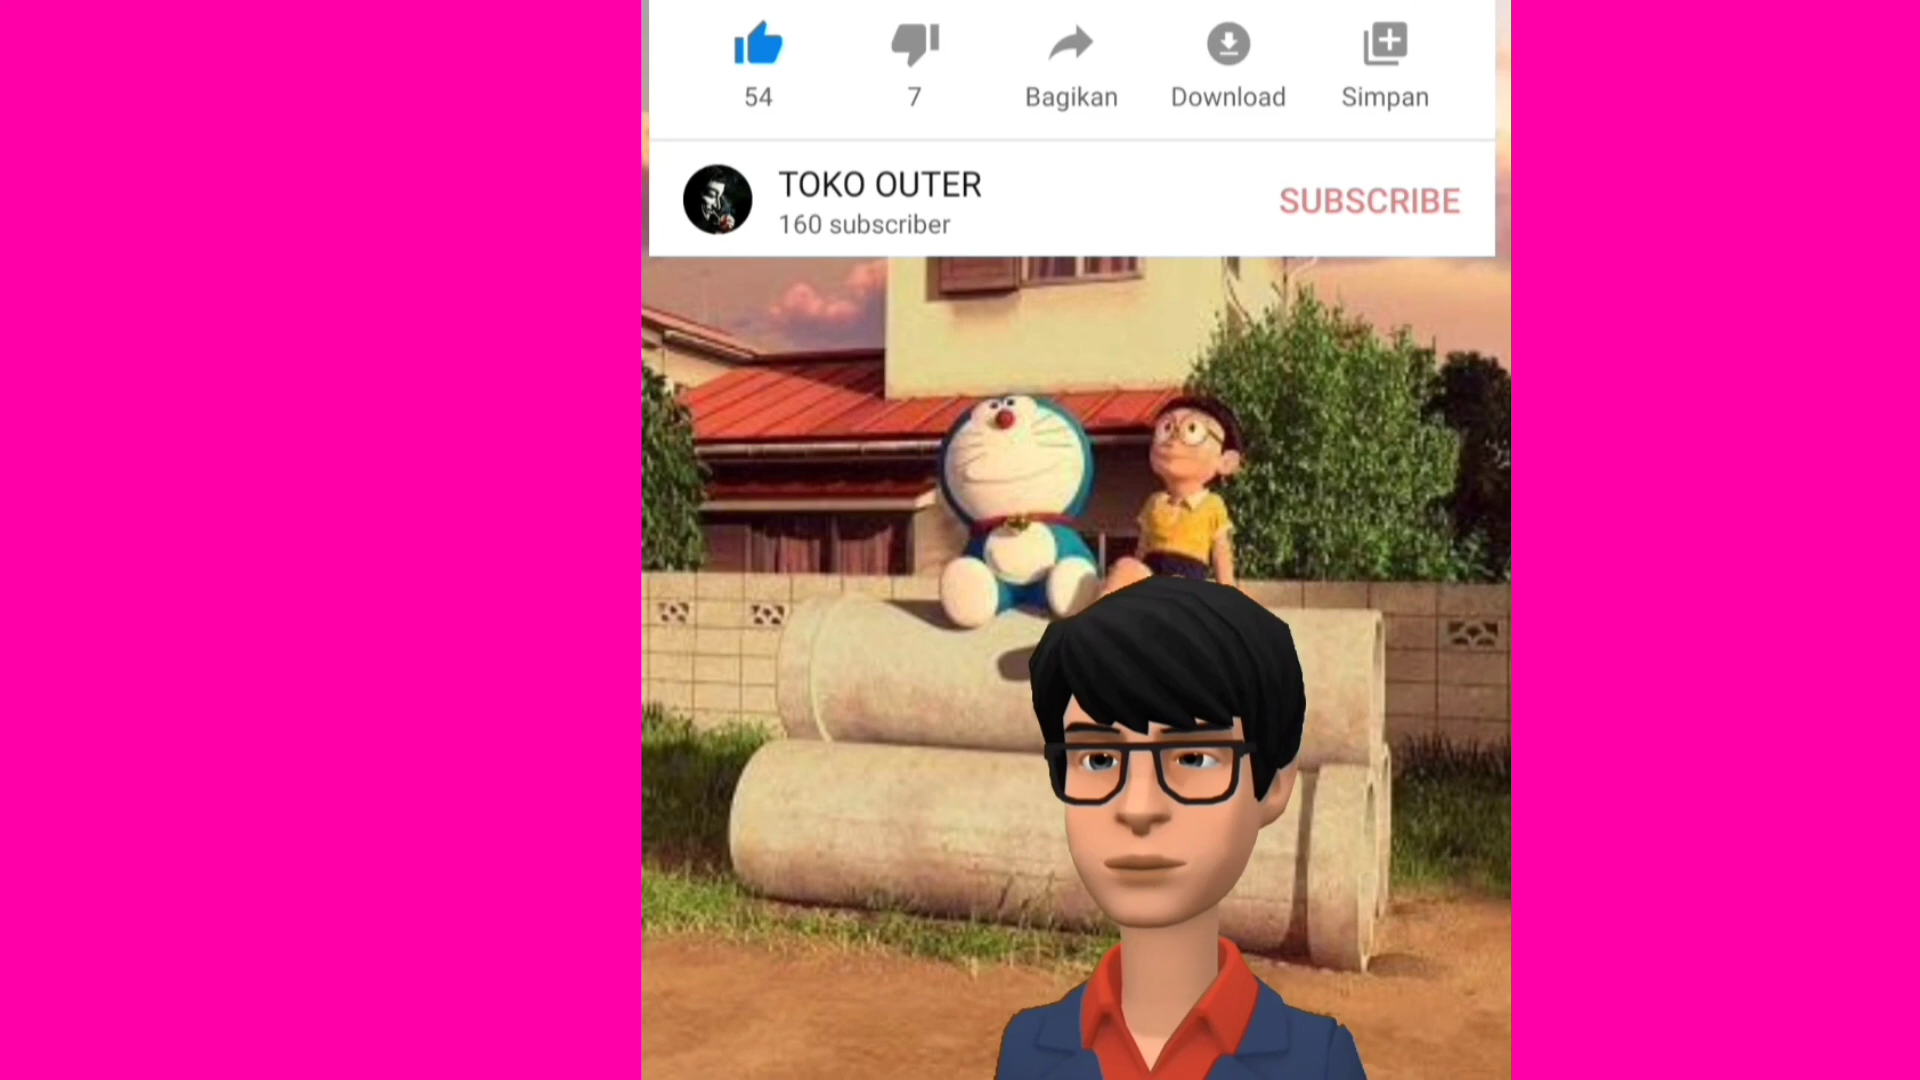 54
7
Bagikan
Download
Simpan
TOKO OUTER
160 subscriber
SUBSCRIBE